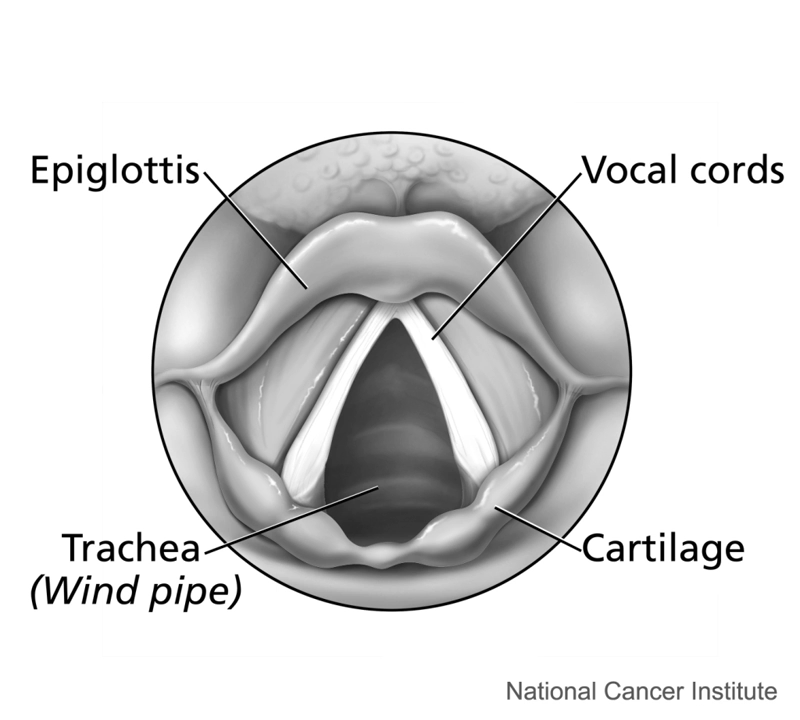 Epiglottis
Vocal cords
Trachea
(Wind pipe)
Cartilage
National Cancer Institute